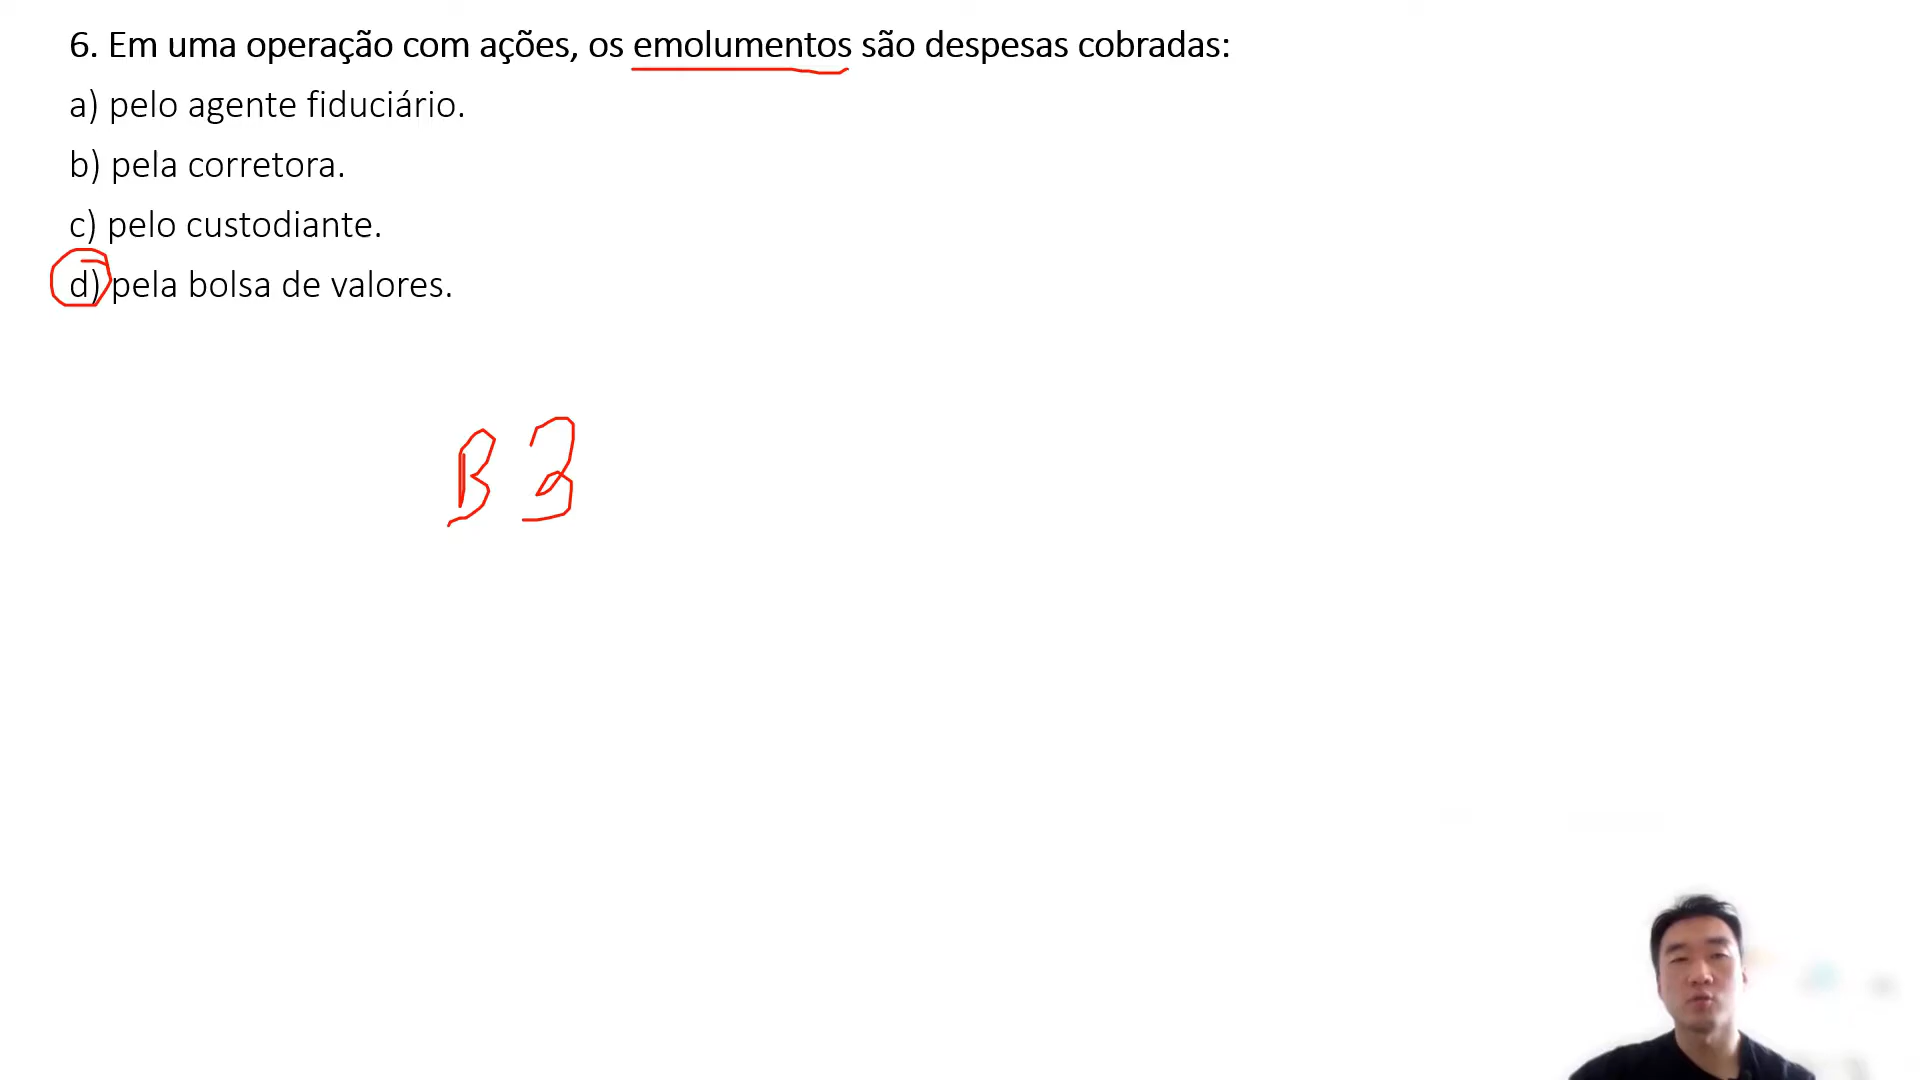 6. Em uma operação com ações, os emolumentos são despesas cobradas:
a) pelo agente fiduciário.
b) pela corretora.
c) pelo custodiante.
d) pela bolsa de valores.
B3